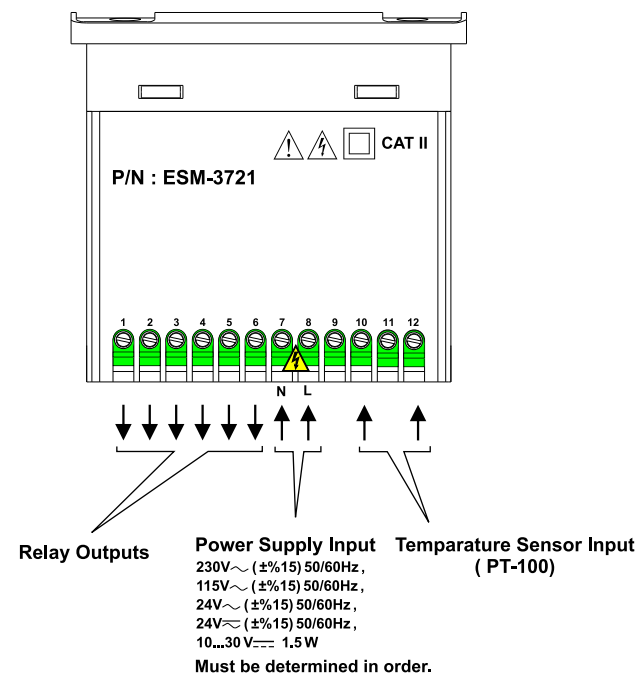 CAT II
P/N : ESM-3721
1 2 3 4 5 6 7 8 9 10 11 12
N L
Relay Outputs
Power Supply Input
230V～ ( ±%15) 50/60Hz ,
115V～ ( ±%15) 50/60Hz ,
24V～ ( ±%15) 50/60Hz ,
24V⏦ ( ±%15) 50/60Hz ,
10...30 V⎓ 1.5 W
Must be determined in order.
Temparature Sensor Input
( PT-100)